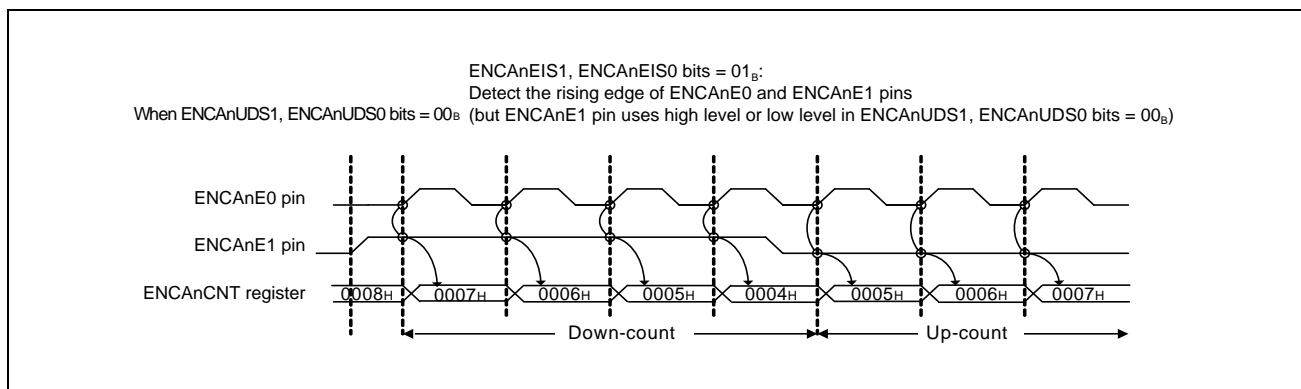 ENCAnEIS1, ENCAnEIS0 bits = 01B:
Detect the rising edge of ENCAnE0 and ENCAnE1 pins
When ENCAnUDS1, ENCAnUDS0 bits = 00B (but ENCAnE1 pin uses high level or low level in ENCAnUDS1, ENCAnUDS0 bits = 00B)
ENCAnE0 pin
ENCAnE1 pin
ENCAnCNT register 0008H 0007H 0006H 0005H 0004H 0005H 0006H 0007H
Down-count Up-count